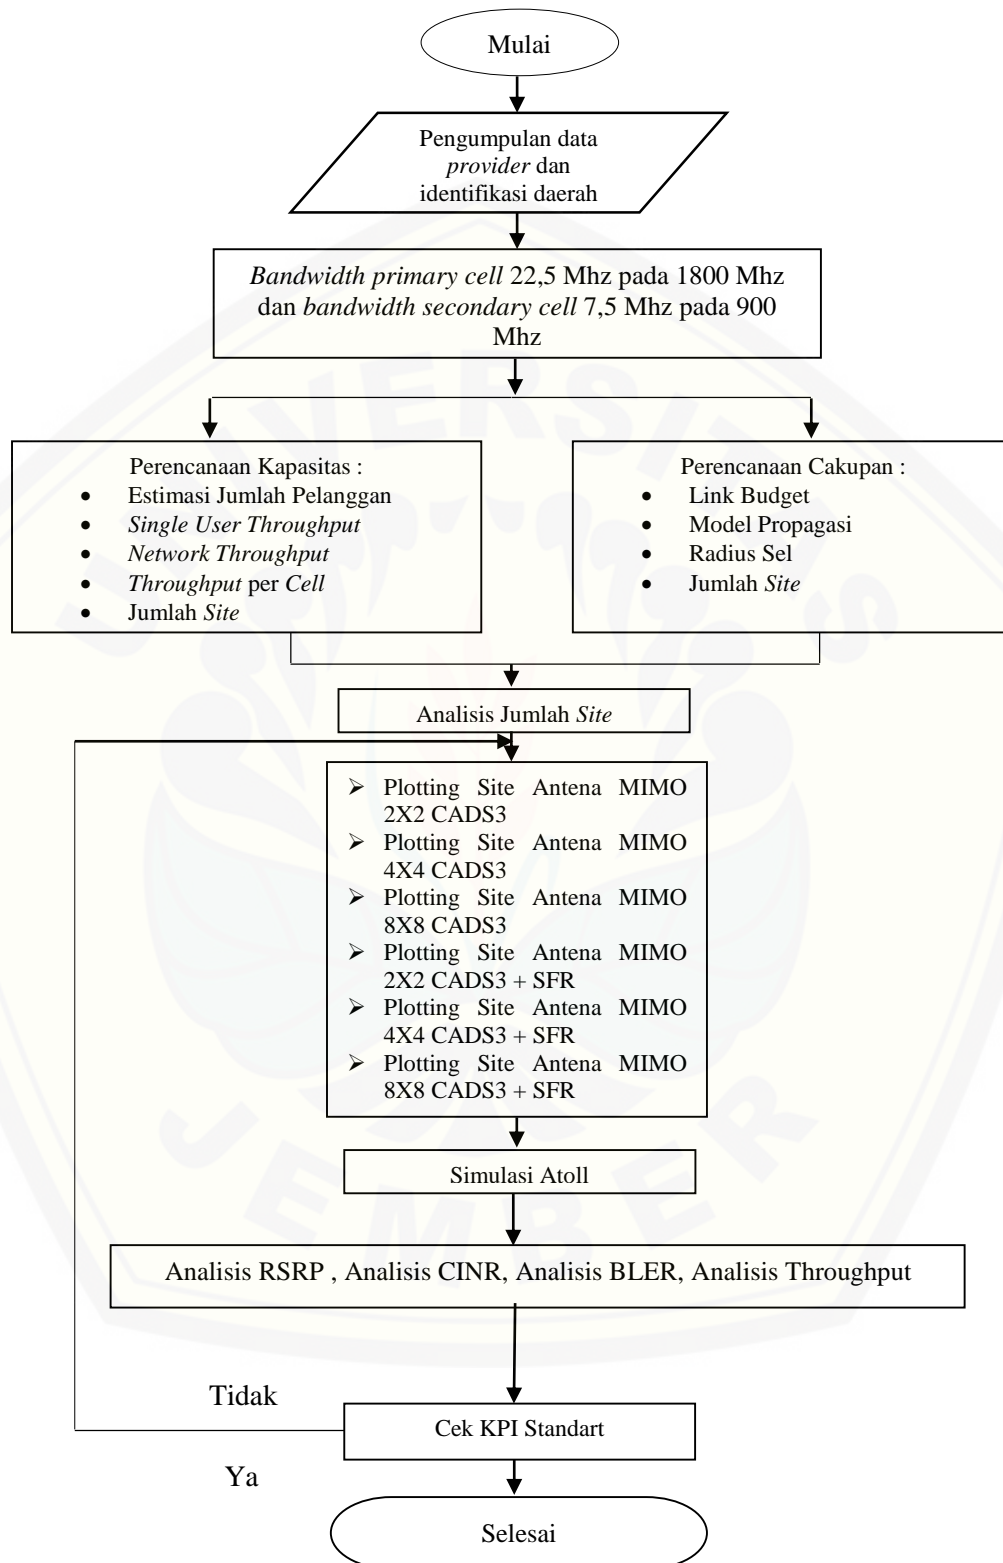 Mulai
Pengumpulan data
provider dan
identifikasi daerah
Bandwidth primary cell 22,5 Mhz pada 1800 Mhz
dan bandwidth secondary cell 7,5 Mhz pada 900
Mhz
Perencanaan Kapasitas :
• Estimasi Jumlah Pelanggan
• Single User Throughput
• Network Throughput
• Throughput per Cell
• Jumlah Site
Perencanaan Cakupan :
• Link Budget
• Model Propagasi
• Radius Sel
• Jumlah Site
Analisis Jumlah Site
➢ Plotting Site Antena MIMO
2X2 CADS3
➢ Plotting Site Antena MIMO
4X4 CADS3
➢ Plotting Site Antena MIMO
8X8 CADS3
➢ Plotting Site Antena MIMO
2X2 CADS3 + SFR
➢ Plotting Site Antena MIMO
4X4 CADS3 + SFR
➢ Plotting Site Antena MIMO
8X8 CADS3 + SFR
Simulasi Atoll
Analisis RSRP , Analisis CINR, Analisis BLER, Analisis Throughput
Tidak
Cek KPI Standart
Ya
Selesai
UNIVERSITAS
JEMBER